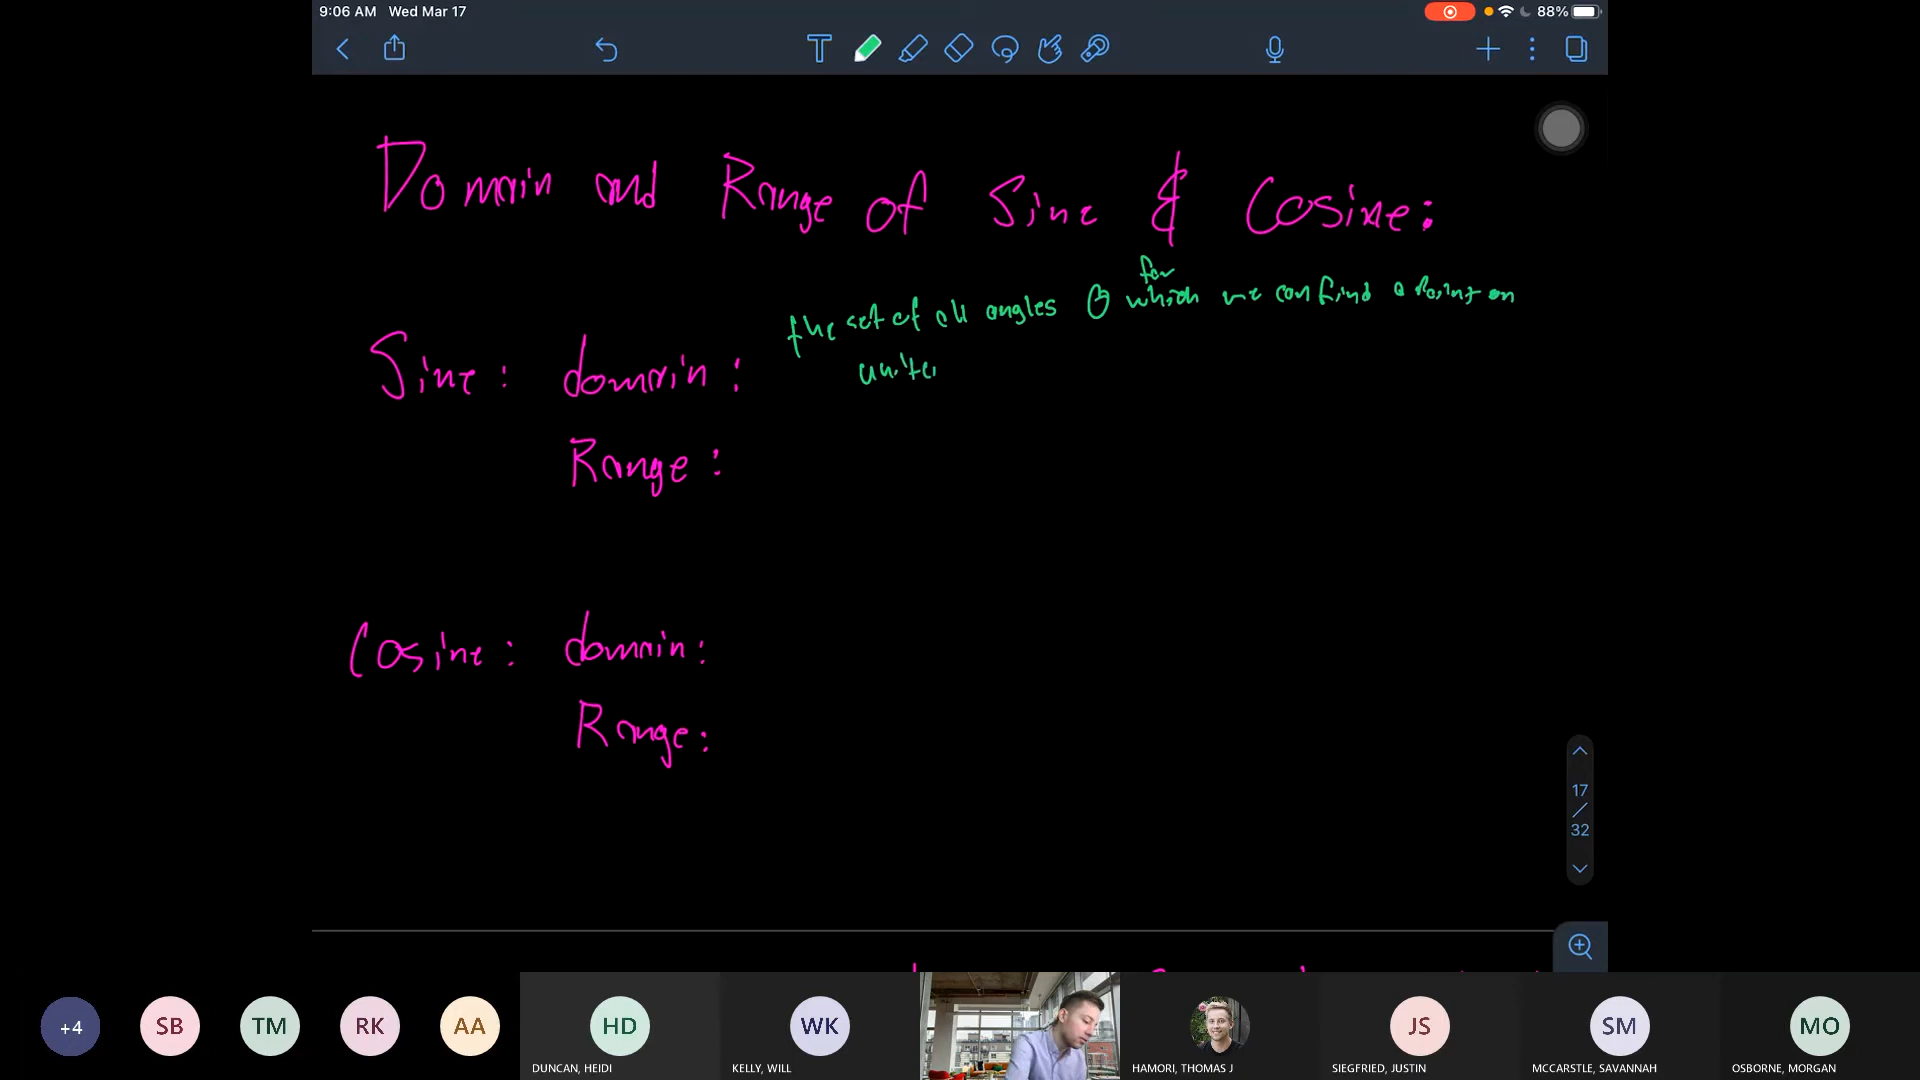 9:06 AM Wed Mar 17
88%
Domain and Range of Sine & Cosine:
for
the set of all angles θ which we can find a point on
unitc
Sine: domain:
Range:
Cosine: domain:
Range:
17
/
32
+4
SB
TM
RK
AA
HD
DUNCAN, HEIDI
WK
KELLY, WILL
HAMORI, THOMAS J
JS
SIEGFRIED, JUSTIN
SM
MCCARSTLE, SAVANNAH
MO
OSBORNE, MORGAN